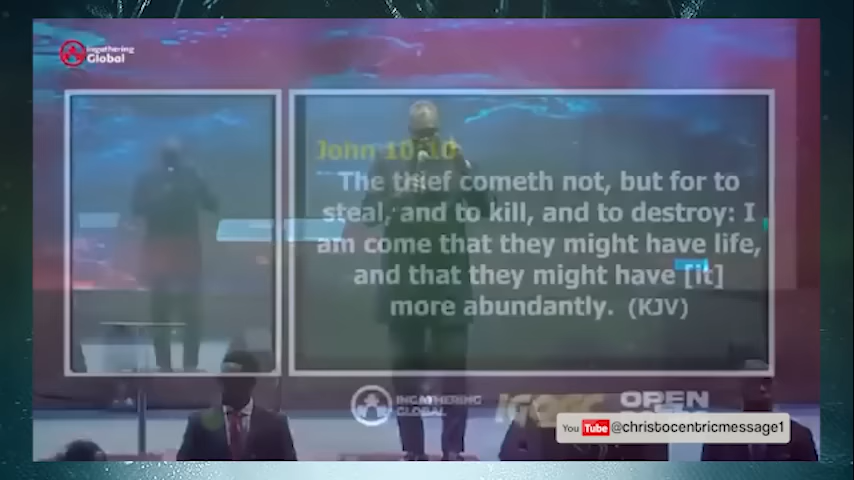 Ingathering
Global
John 10:10
The thief cometh not, but for to
steal, and to kill, and to destroy: I
am come that they might have life,
and that they might have [it]
more abundantly. (KJV)
INGATHERING
GLOBAL
OPEN
You Tube @christocentricmessage1